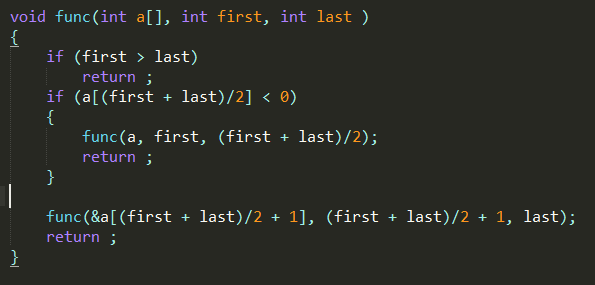 void func(int a[], int first, int last )
{
    if (first > last)
        return ;
    if (a[(first + last)/2] < 0)
    {
        func(a, first, (first + last)/2);
        return ;
    }

    func(&a[(first + last)/2 + 1], (first + last)/2 + 1, last);
    return ;
}